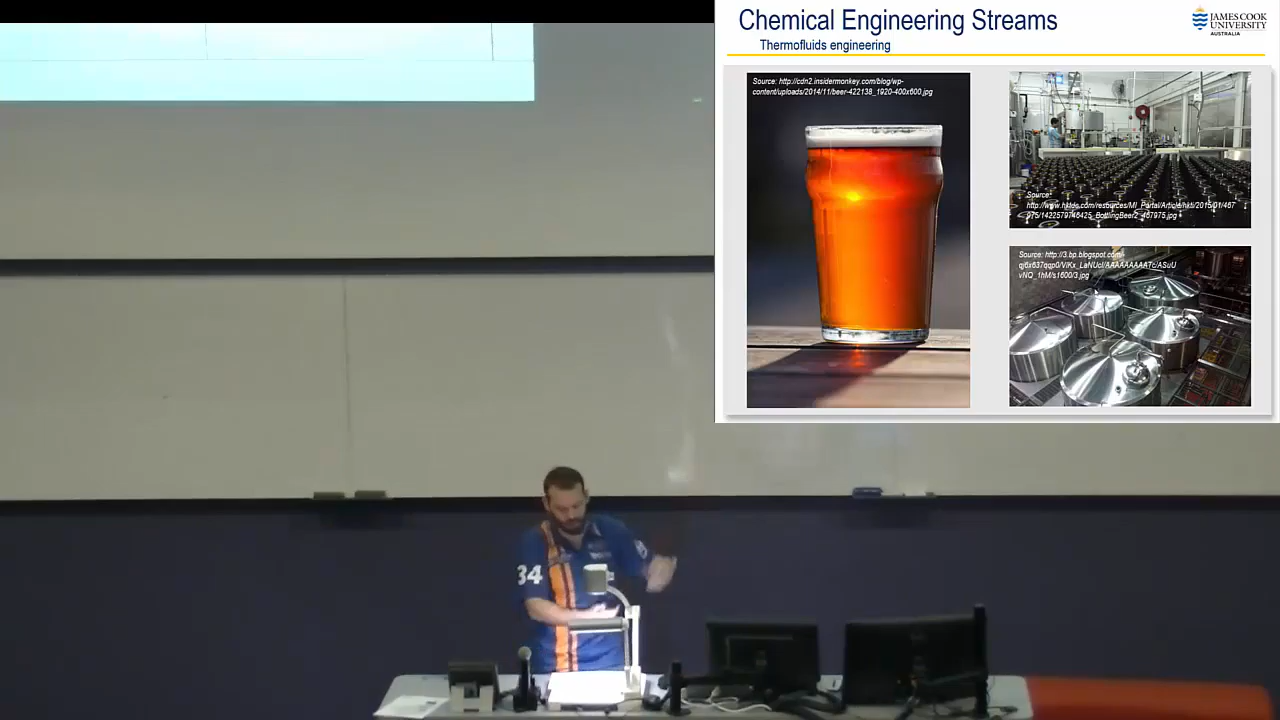 Chemical Engineering Streams
Thermofluids engineering
JAMES COOK
UNIVERSITY
AUSTRALIA
Source: http://cdn2.insidermonkey.com/blog/wp-
content/uploads/2014/11/beer-422138_1920-400x600.jpg
Source:
Source: http://3.bp.blogspot.com/-
34